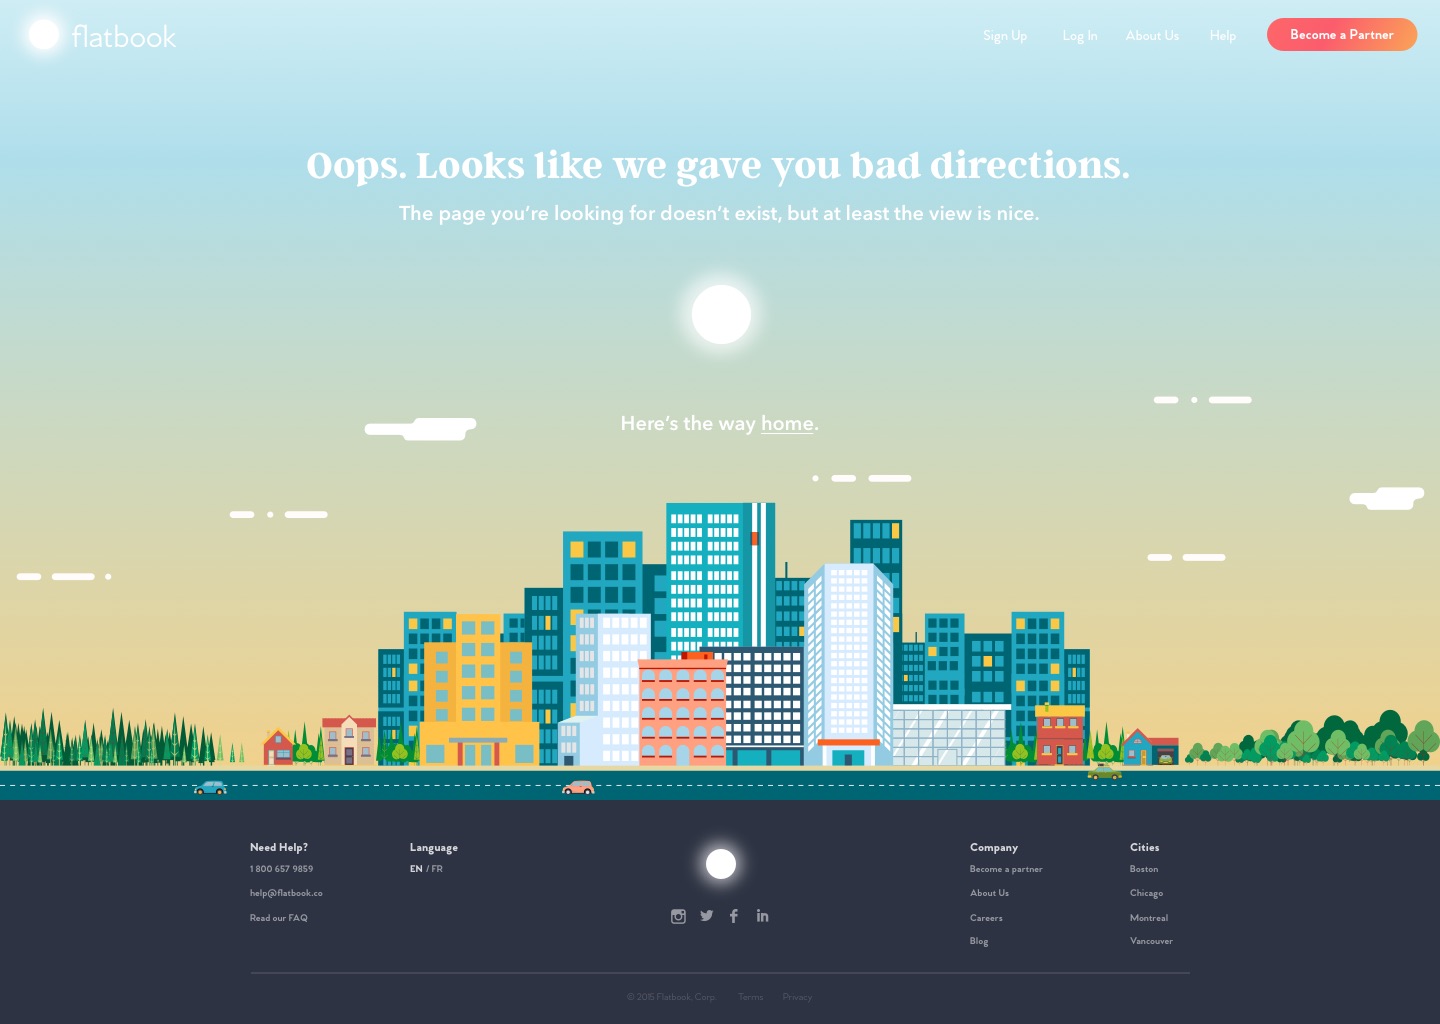 flatbook
Sign Up
Log In
About Us
Help
Become a Partner
Oops. Looks like we gave you bad directions.
The page you’re looking for doesn’t exist, but at least the view is nice.
Here’s the way home.
Need Help?
1 800 657 9859
help@flatbook.co
Read our FAQ
Language
EN / FR
Company
Become a partner
About Us
Careers
Blog
Cities
Boston
Chicago
Montreal
Vancouver
© 2015 Flatbook, Corp.
Terms
Privacy